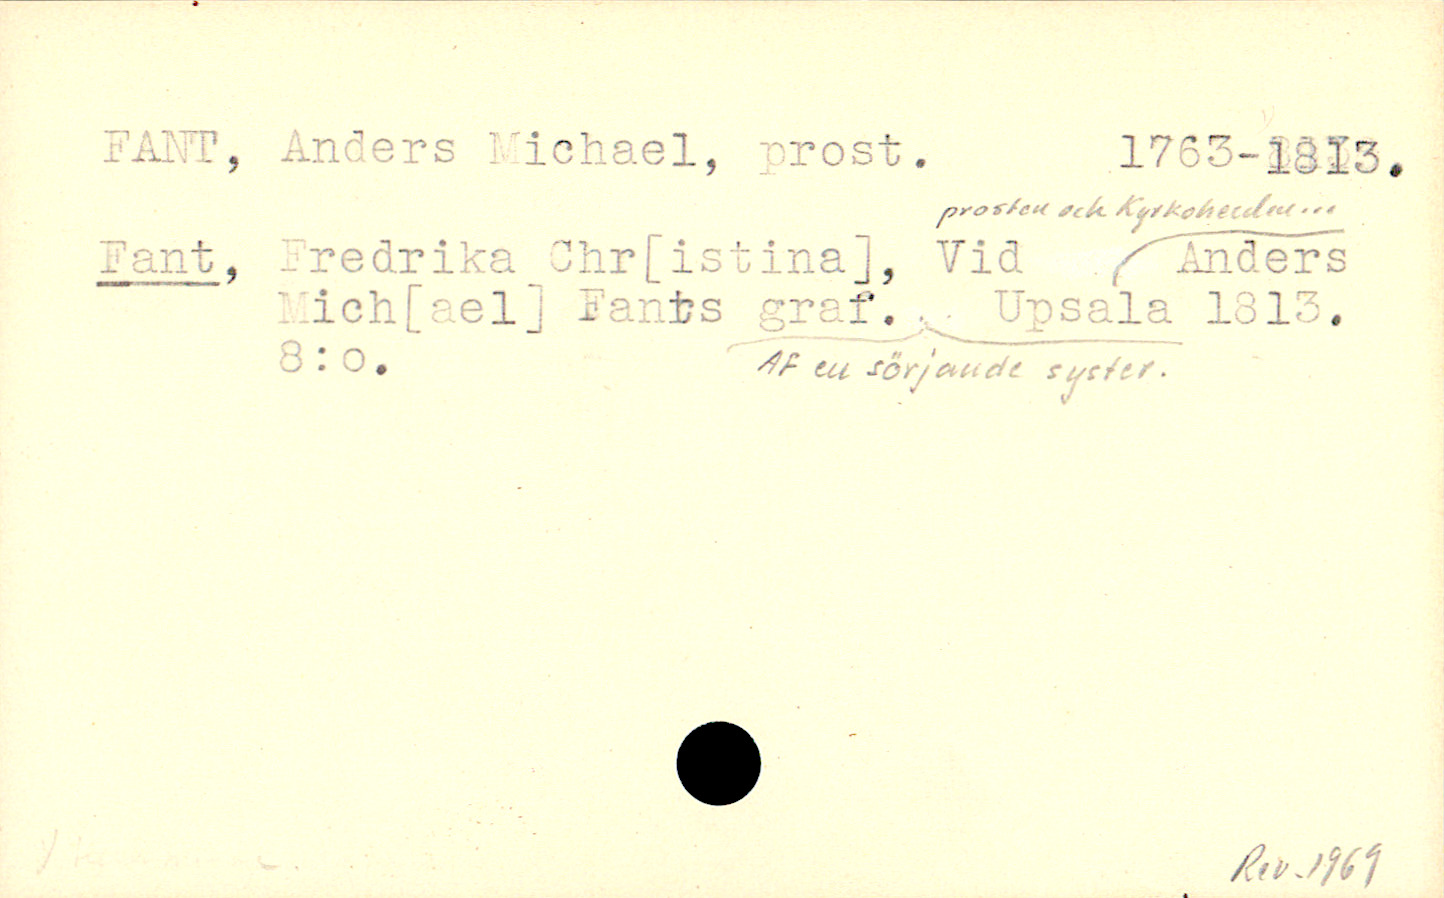 FANT, Anders Michael, prost. 1763-1813.
prosten och Kyrkoherden...
Fant, Fredrika Chr[istina], Vid Anders
Mich[ael] Fants graf. . . Upsala 1813.
8:o.
Af en sörjande syster.
Rev. 1969